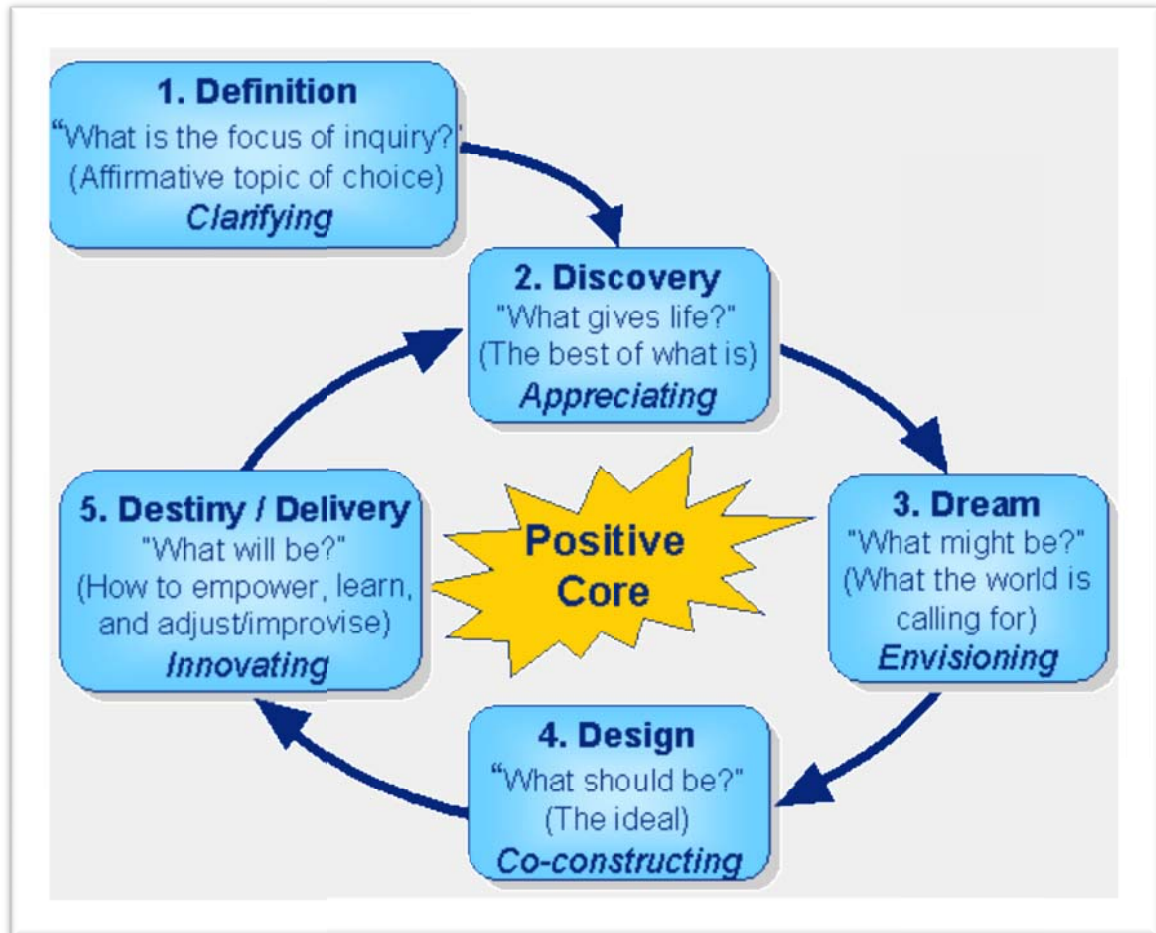 1. Definition
“What is the focus of inquiry?"
(Affirmative topic of choice)
Clarifying
2. Discovery
"What gives life?"
(The best of what is)
Appreciating
3. Dream
"What might be?"
(What the world is
calling for)
Envisioning
4. Design
“What should be?"
(The ideal)
Co-constructing
5. Destiny / Delivery
"What will be?"
(How to empower, learn,
and adjust/improvise)
Innovating
Positive
Core